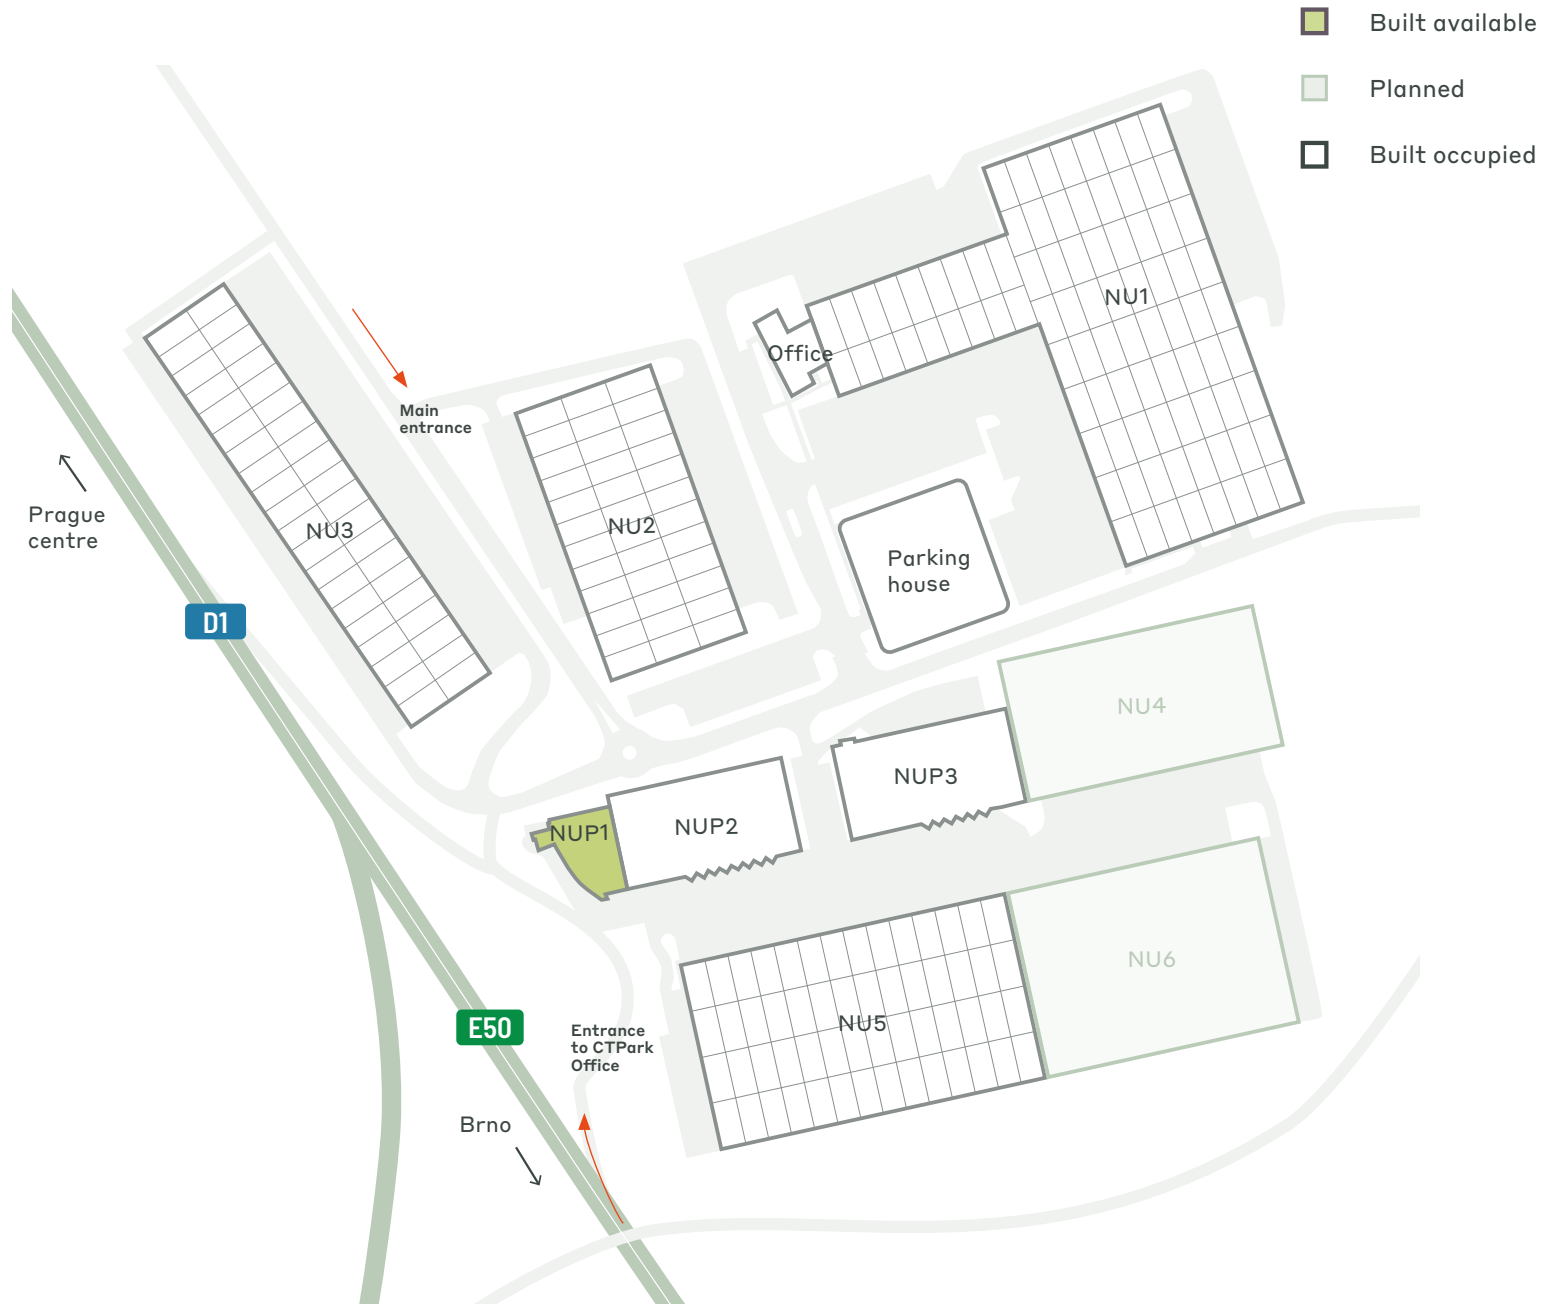 Built available
Planned
Built occupied
NU1
Office
Main
entrance
Prague
centre
NU3
NU2
Parking
house
D1
NU4
NUP3
NUP1
NUP2
NU6
NU5
E50
Entrance
to CTPark
Office
Brno